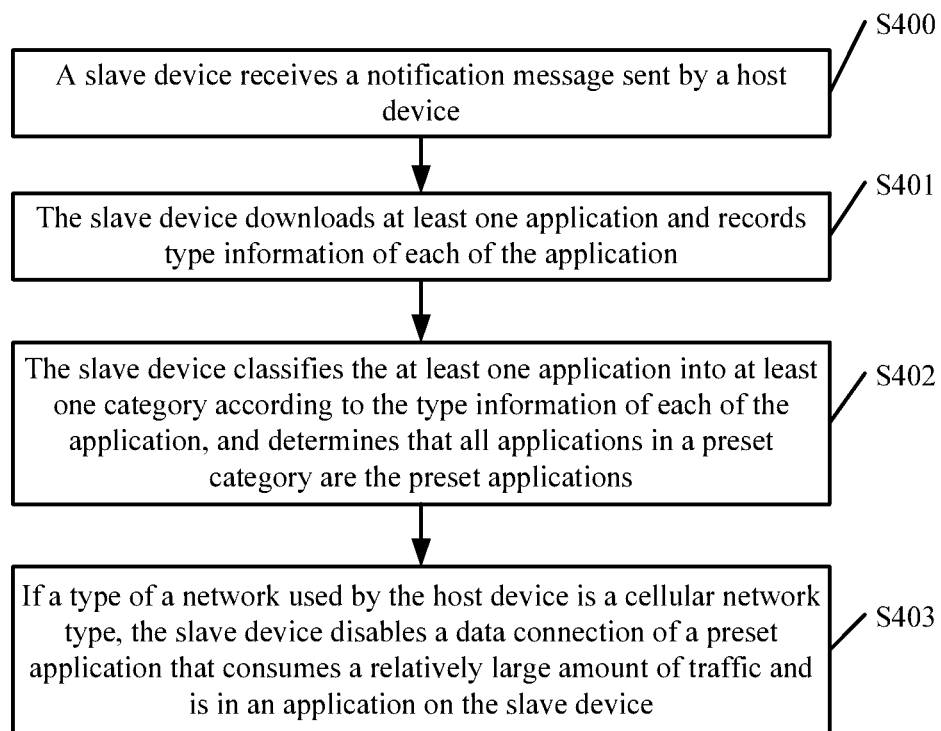 S400
A slave device receives a notification message sent by a host
device
S401
The slave device downloads at least one application and records
type information of each of the application
The slave device classifies the at least one application into at least
S402
one category according to the type information of each of the
application, and determines that all applications in a preset
category are the preset applications
If a type of a network used by the host device is a cellular network
S403
type, the slave device disables a data connection of a preset
application that consumes a relatively large amount of traffic and
is in an application on the slave device